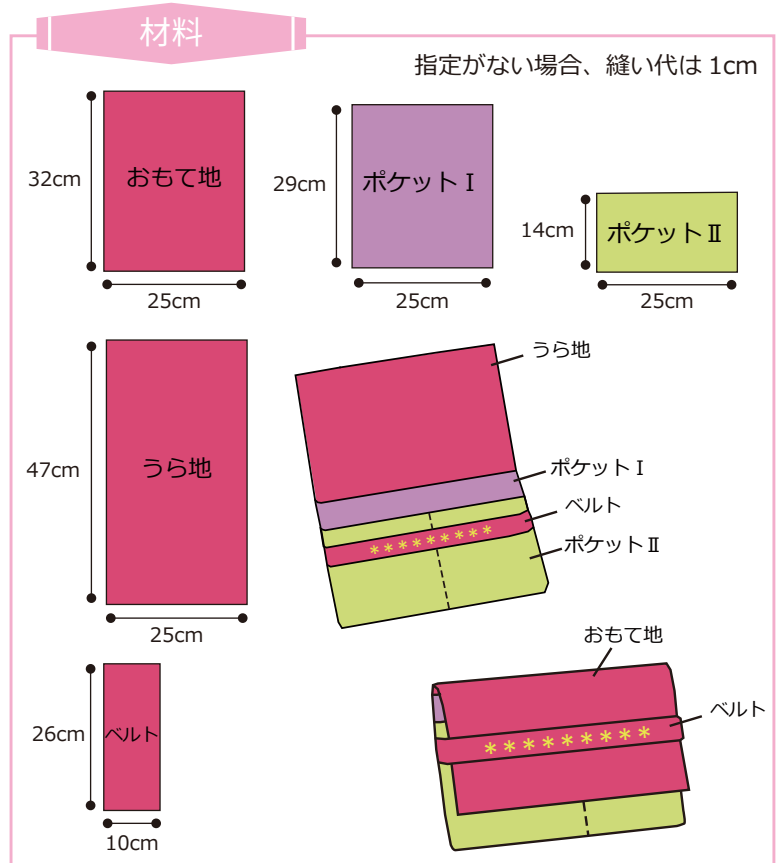 材料
指定がない場合、縫い代は 1cm
32cm
おもて地
25cm
29cm
ポケットⅠ
25cm
14cm
ポケットⅡ
25cm
47cm
うら地
25cm
うら地
ポケットⅠ
ベルト
*********
ポケットⅡ
26cm
ベルト
10cm
おもて地
ベルト
*********